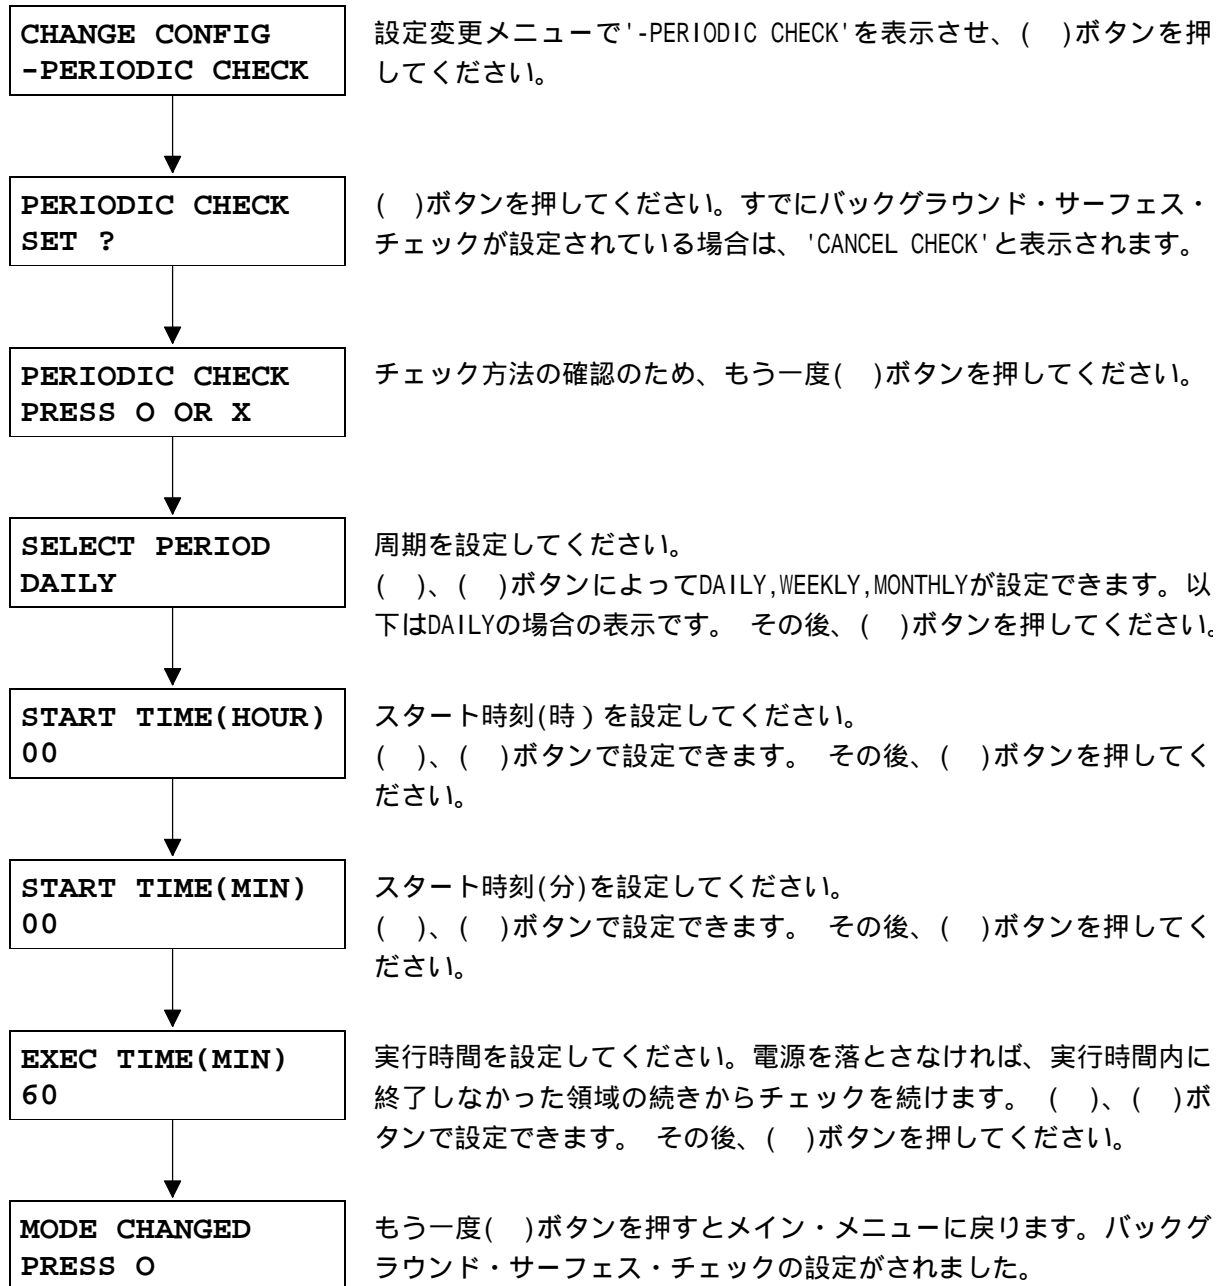 CHANGE CONFIG
-PERIODIC CHECK
設定変更メニューで'-PERIODIC CHECK'を表示させ、(　)ボタンを押
してください。
PERIODIC CHECK
SET ?
(　)ボタンを押してください。すでにバックグラウンド・サーフェス・
チェックが設定されている場合は、'CANCEL CHECK'と表示されます。
PERIODIC CHECK
PRESS O OR X
チェック方法の確認のため、もう一度(　)ボタンを押してください。
SELECT PERIOD
DAILY
周期を設定してください。
(　)、(　)ボタンによってDAILY,WEEKLY,MONTHLYが設定できます。以
下はDAILYの場合の表示です。 その後、(　)ボタンを押してください。
START TIME(HOUR)
00
スタート時刻(時）を設定してください。
(　)、(　)ボタンで設定できます。 その後、(　)ボタンを押してく
ださい。
START TIME(MIN)
00
スタート時刻(分)を設定してください。
(　)、(　)ボタンで設定できます。 その後、(　)ボタンを押してく
ださい。
EXEC TIME(MIN)
60
実行時間を設定してください。電源を落とさなければ、実行時間内に
終了しなかった領域の続きからチェックを続けます。 (　)、(　)ボ
タンで設定できます。 その後、(　)ボタンを押してください。
MODE CHANGED
PRESS O
もう一度(　)ボタンを押すとメイン・メニューに戻ります。バックグ
ラウンド・サーフェス・チェックの設定がされました。